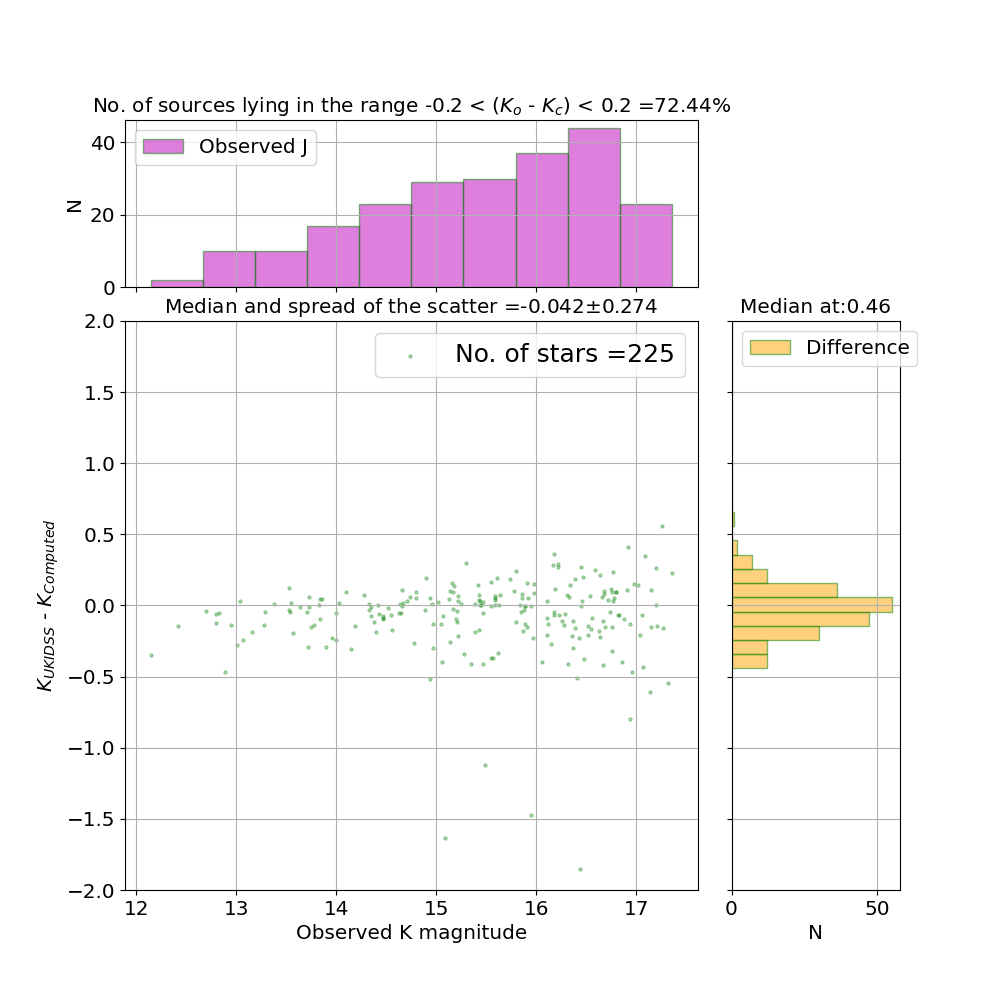 No. of sources lying in the range -0.2 < (K_o - K_c) < 0.2 =72.44%
Observed J
N
40
20
0
Median and spread of the scatter =-0.042±0.274
No. of stars =225
K_UKIDSS - K_Computed
2.0
1.5
1.0
0.5
0.0
−0.5
−1.0
−1.5
−2.0
12 13 14 15 16 17
Observed K magnitude
Median at:0.46
Difference
0 50
N